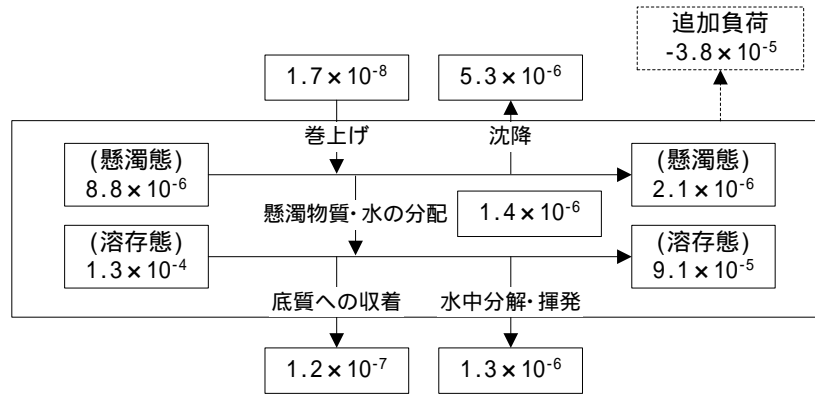 追加負荷
-3.8×10⁻⁵
1.7×10⁻⁸
5.3×10⁻⁶
巻上げ
沈降
(懸濁態)
8.8×10⁻⁶
(懸濁態)
2.1×10⁻⁶
懸濁物質・水の分配
1.4×10⁻⁶
(溶存態)
1.3×10⁻⁴
(溶存態)
9.1×10⁻⁵
底質への収着
水中分解・揮発
1.2×10⁻⁷
1.3×10⁻⁶